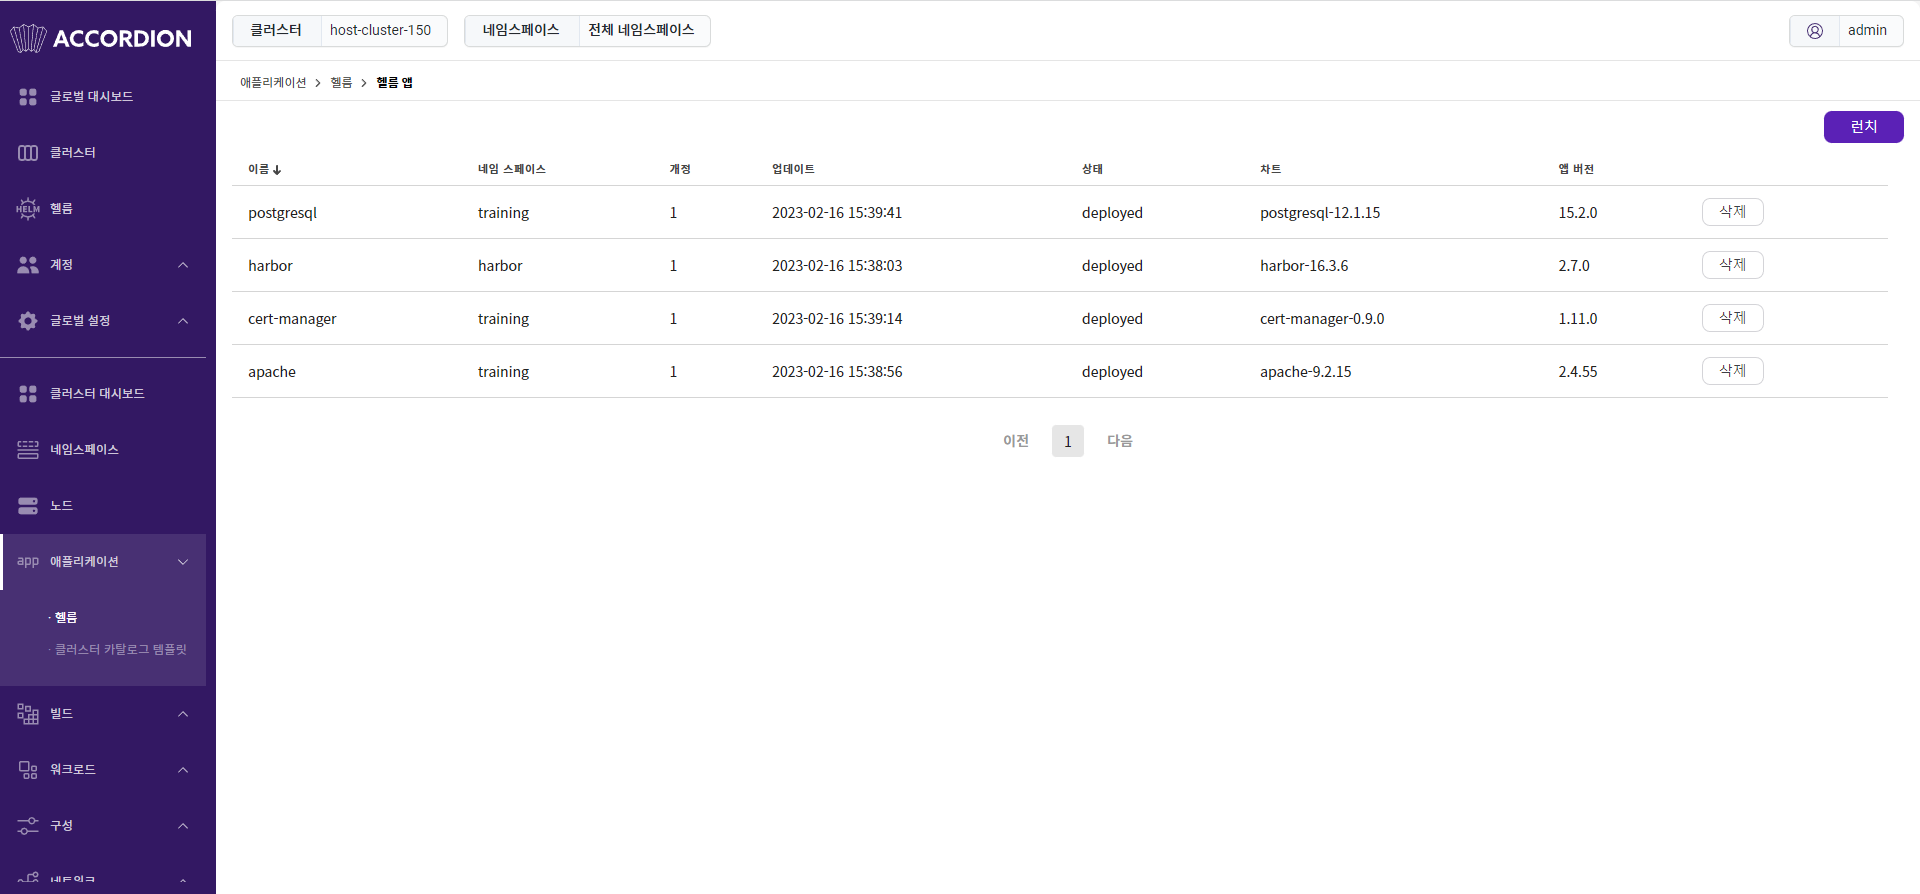 ACCORDION
글로벌 대시보드
클러스터
HELM 헬름
계정
글로벌 설정
클러스터 대시보드
네임스페이스
노드
app 애플리케이션
· 헬름
· 클러스터 카탈로그 템플릿
빌드
워크로드
구성
네트워크
클러스터 host-cluster-150 네임스페이스 전체 네임스페이스 admin
애플리케이션 > 헬름 > 헬름 앱
런치
이름 네임 스페이스 개정 업데이트 상태 차트 앱 버전
postgresql training 1 2023-02-16 15:39:41 deployed postgresql-12.1.15 15.2.0 삭제
harbor harbor 1 2023-02-16 15:38:03 deployed harbor-16.3.6 2.7.0 삭제
cert-manager training 1 2023-02-16 15:39:14 deployed cert-manager-0.9.0 1.11.0 삭제
apache training 1 2023-02-16 15:38:56 deployed apache-9.2.15 2.4.55 삭제
이전 1 다음